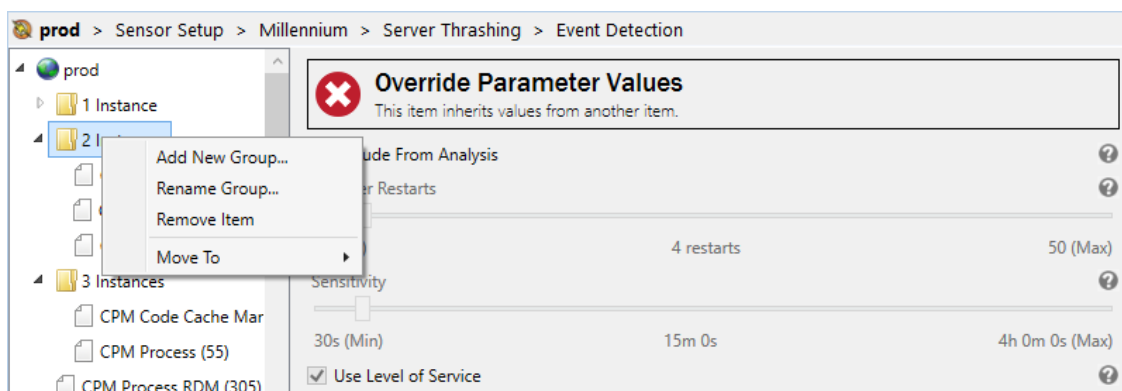 prod > Sensor Setup > Millennium > Server Thrashing > Event Detection
prod
1 Instance
2 I
Add New Group...
Rename Group...
Remove Item
Move To
3 Instances
CPM Code Cache Mar
CPM Process (55)
CPM Process RDM (305)
Override Parameter Values
This item inherits values from another item.
ude From Analysis
er Restarts
4 restarts
50 (Max)
Sensitivity
30s (Min)
15m 0s
4h 0m 0s (Max)
Use Level of Service